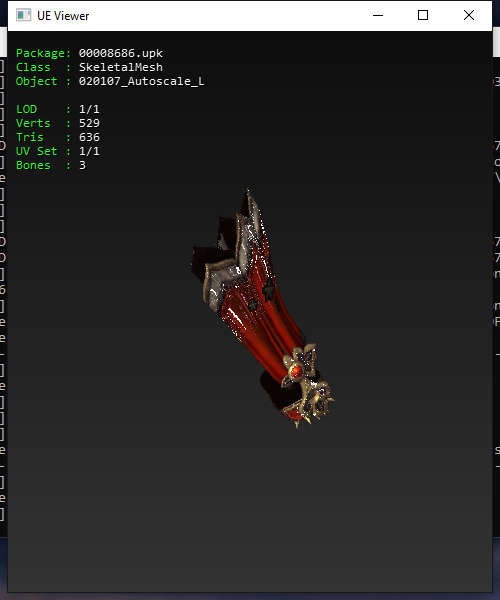 UE Viewer
Package: 00008686.upk
Class : SkeletalMesh
Object : 020107_Autoscale_L
LOD : 1/1
Verts : 529
Tris : 636
UV Set : 1/1
Bones : 3